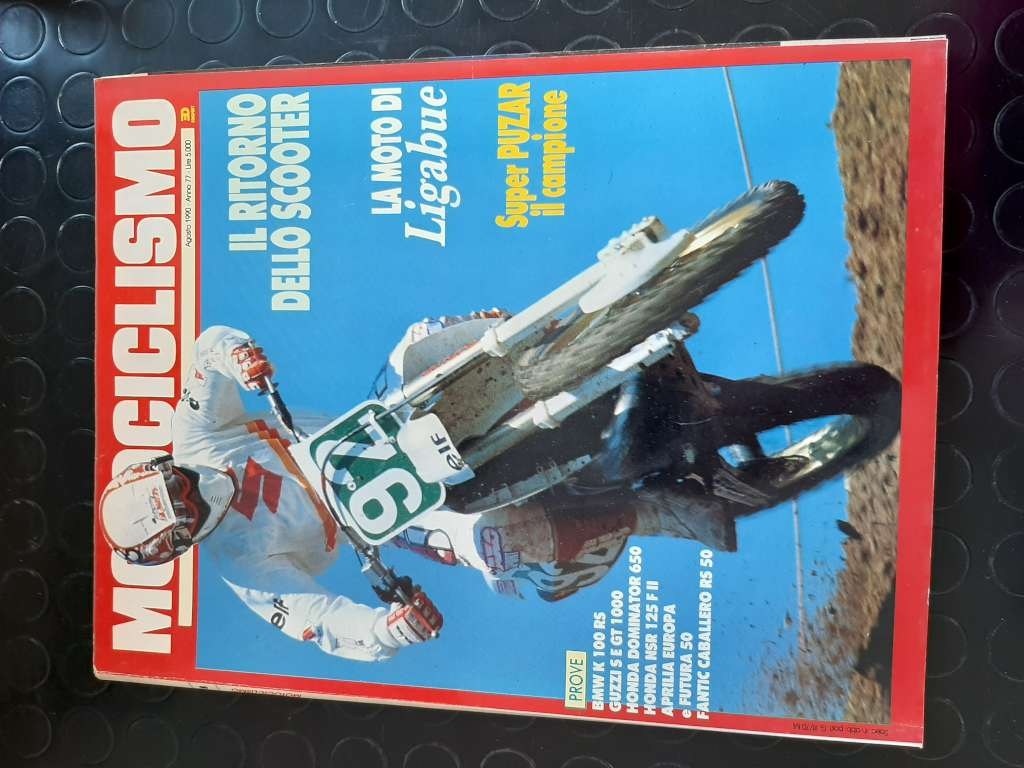 MOTOCICLISMO
Agosto 1990 - Anno 77 - Lire 5.000
IL RITORNO
DELLO SCOOTER
LA MOTO DI
Ligabue
Super PUZAR
il campione
elf
elf
PROVE
BMW K 100 RS
GUZZI S E GT 1000
HONDA DOMINATOR 650
HONDA NSR 125 F II
APRILIA EUROPA
e FUTURA 50
FANTIC CABALLERO RS 50